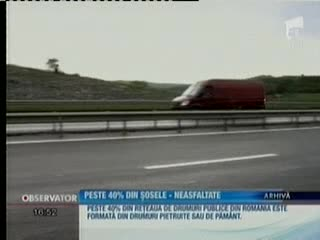 PESTE 40% DIN ŞOSELE - NEASFALTATE
OBSERVATOR
ARHIVĂ
16:52
PESTE 40% DIN REŢEAUA DE DRUMURI PUBLICE DIN ROMÂNIA ESTE
FORMATĂ DIN DRUMURI PIETRUITE SAU DE PĂMÂNT.